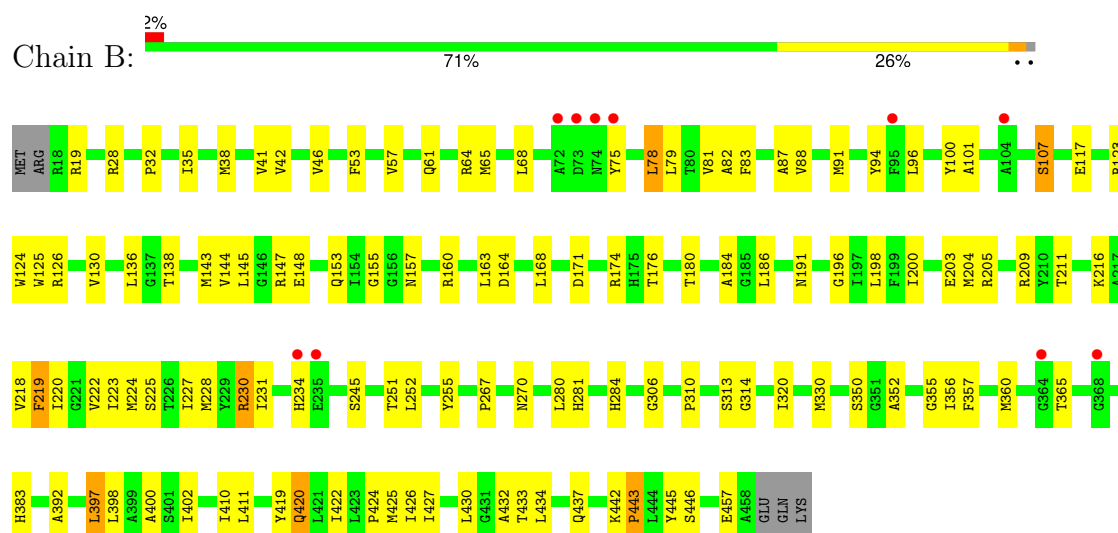 2%
Chain B:
71% 26% • •
MET ARG R18 R19 R28 P32 I35 M38 V41 V42 V46 F53 V57 Q61 R64 M65 L68 A72 D73 N74 Y75 L78 L79 T80 V81 A82 F83 A87 V88 M91 Y94 F95 L96 Y100 A101 A104 S107 E117 R123
W124 W125 R126 V130 L136 G137 T138 M143 V144 L145 G146 R147 E148 Q153 I154 G155 G156 N157 R160 L163 D164 L168 D171 R174 H175 T176 T180 A184 G185 L186 N191 G196 I197 L198 F199 I200 E203 M204 R205 R209 Y210 T211 K216 A217
V218 F219 I220 G221 V222 I223 M224 S225 T226 I227 M228 Y229 R230 I231 H234 E235 S245 T251 L252 Y255 P267 N270 L280 H281 H284 G306 P310 S313 G314 I320 M330 S350 G351 A352 G355 I356 F357 M360 G364 T365 G368
H383 A392 L397 L398 A399 A400 S401 I402 I410 L411 Y419 Q420 L421 I422 L423 P424 M425 I426 I427 L430 G431 A432 T433 L434 Q437 K442 P443 L444 Y445 S446 E457 A458 GLU GLN LYS